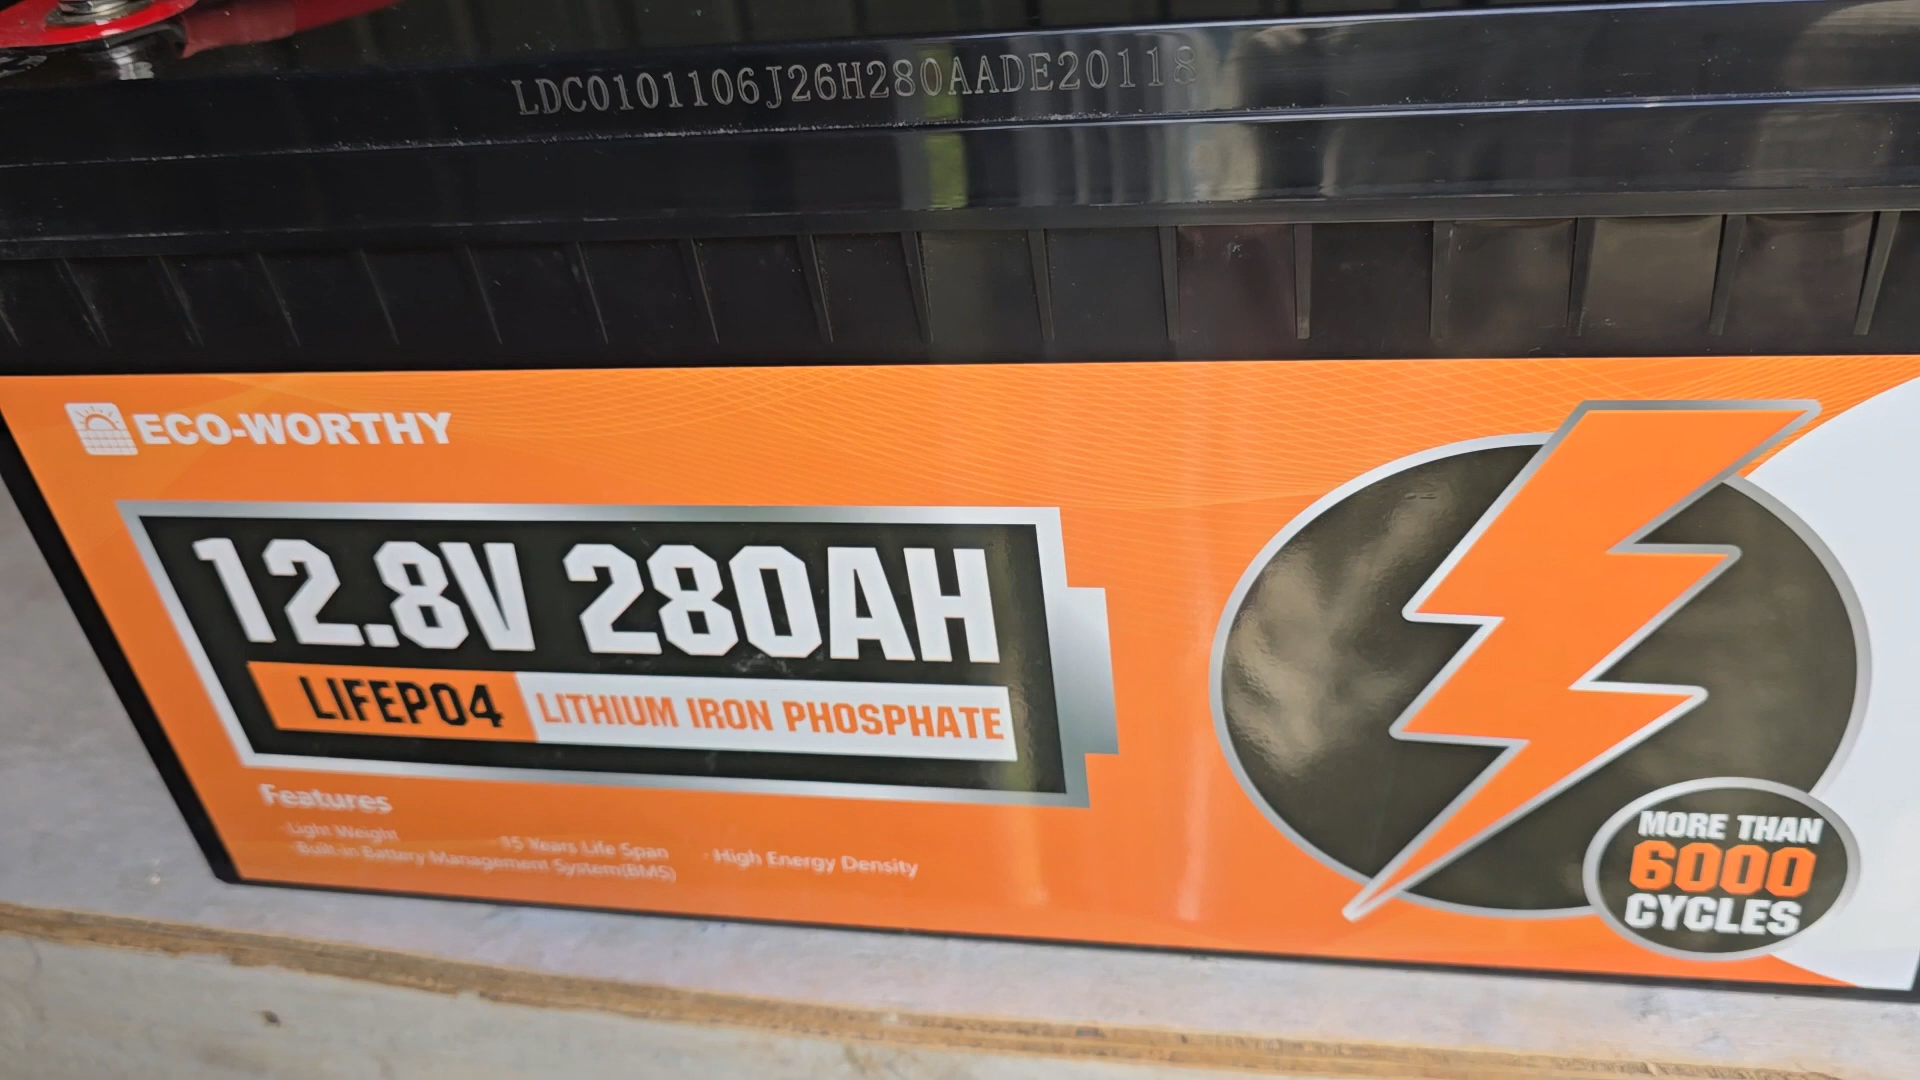 LDC0101106J26H280AADE20118
ECO-WORTHY
12.8V 280AH
LIFEPO4 LITHIUM IRON PHOSPHATE
Features
·Light Weight ·15 Years Life Span ·High Energy Density
·Built-in Battery Management System(BMS)
MORE THAN
6000
CYCLES